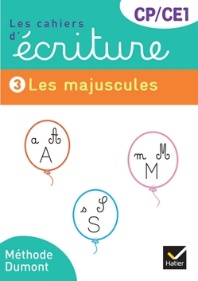 Les cahiers
d'
CP/CE1
écriture
3 Les majuscules
a A
A
m M
M
s S
S
Méthode
Dumont
Hatier